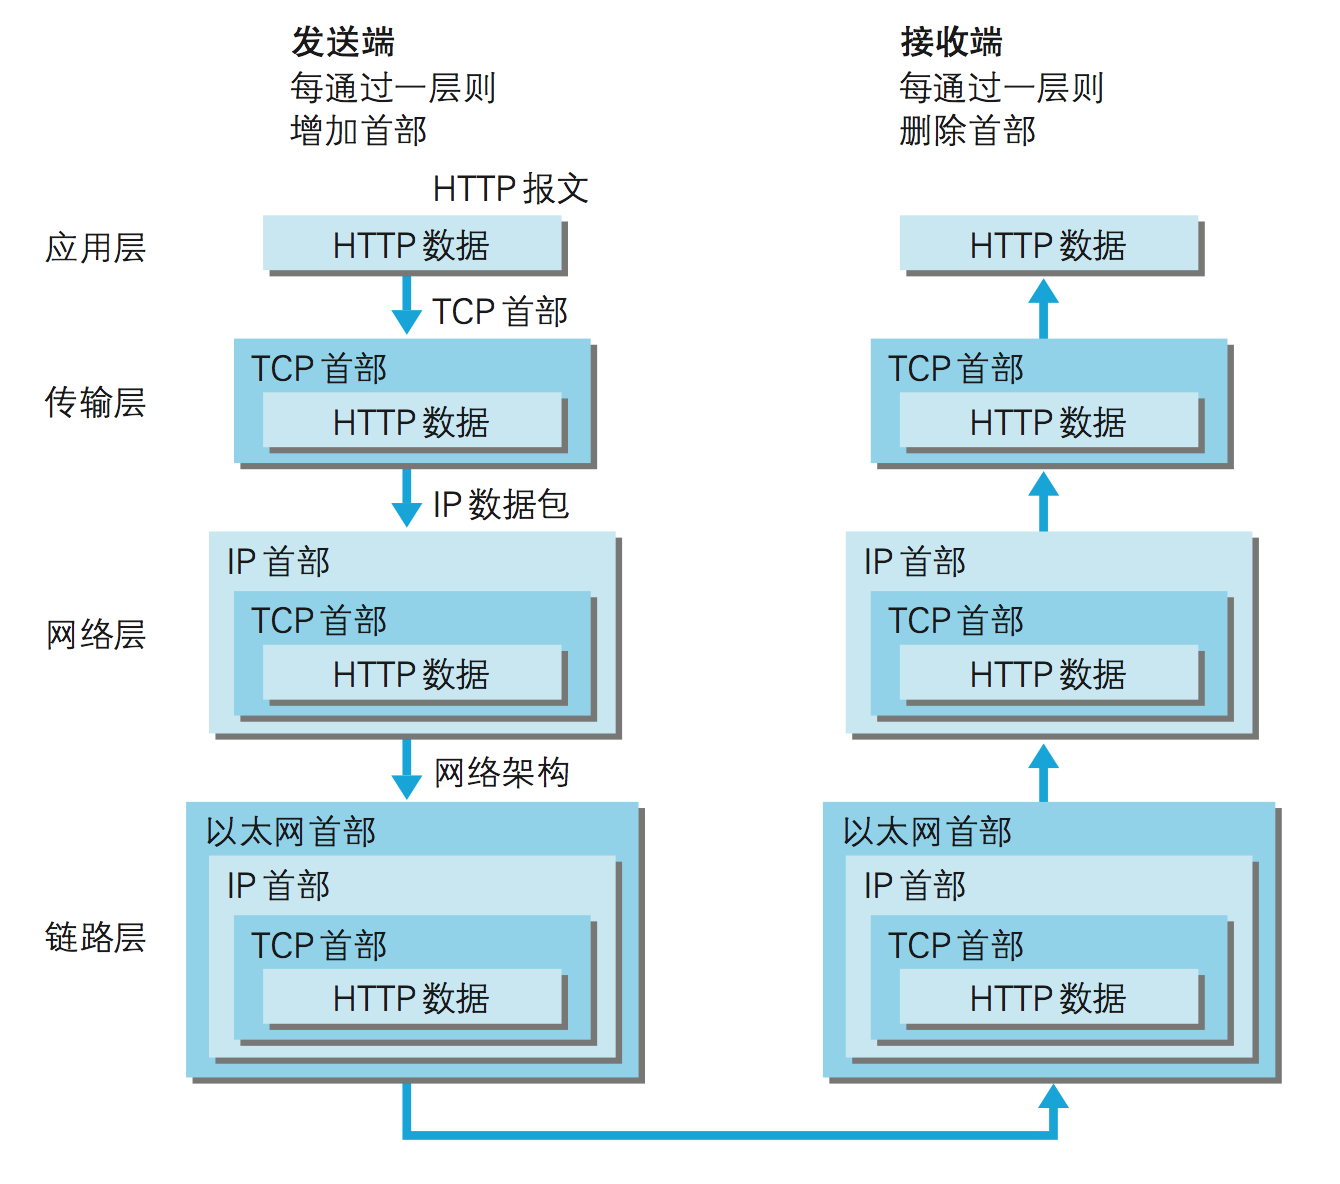 发送端
每通过一层则
增加首部
接收端
每通过一层则
删除首部
HTTP 报文
应用层
HTTP 数据
HTTP 数据
TCP 首部
传输层
TCP 首部
HTTP 数据
TCP 首部
HTTP 数据
IP 数据包
网络层
IP 首部
TCP 首部
HTTP 数据
IP 首部
TCP 首部
HTTP 数据
网络架构
链路层
以太网首部
IP 首部
TCP 首部
HTTP 数据
以太网首部
IP 首部
TCP 首部
HTTP 数据